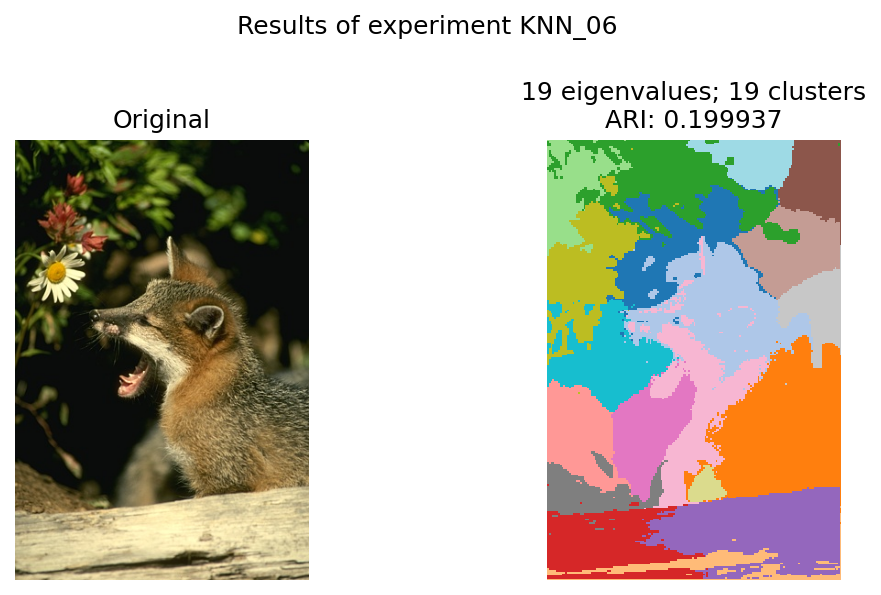 Results of experiment KNN_06
Original
19 eigenvalues; 19 clusters
ARI: 0.199937